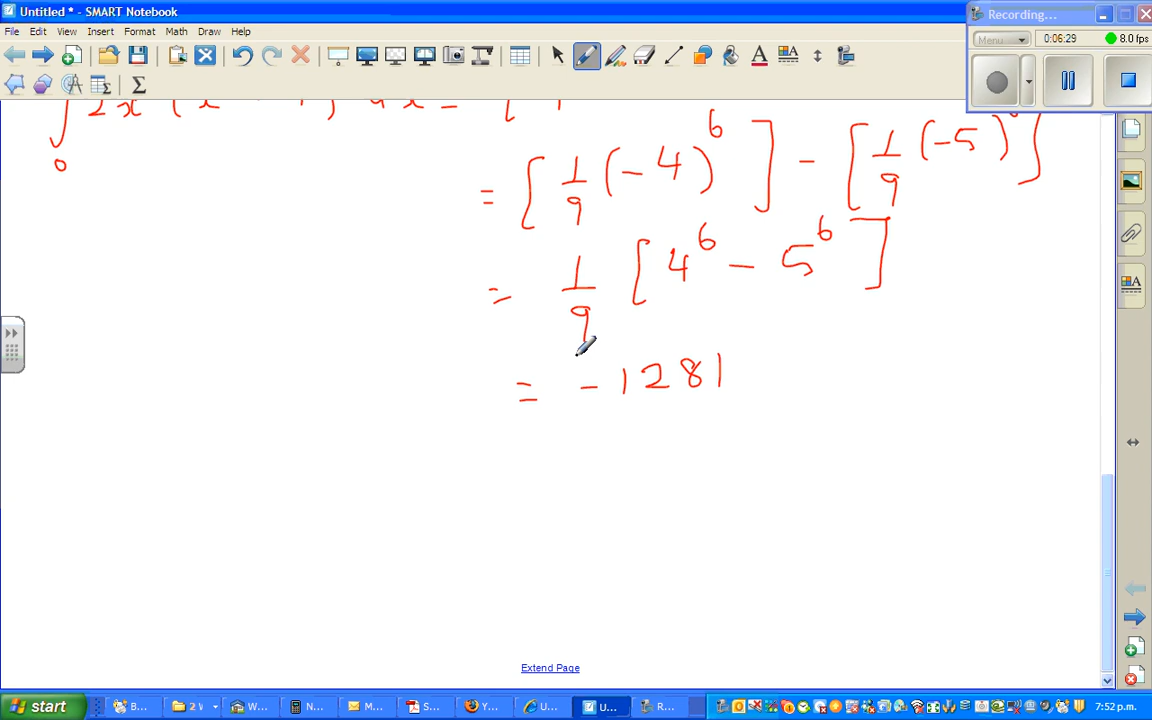 Untitled * - SMART Notebook
Recording...
File Edit View Insert Format Math Draw Help
Menu
0:06:29
8.0 fps
0
= [1/9 (-4)^6] - [1/9 (-5)^6]
= 1/9 [4^6 - 5^6]
= -1281
Extend Page
start
B...
2 W
W...
N...
M...
S...
Y...
U...
U...
R...
7:52 p.m.